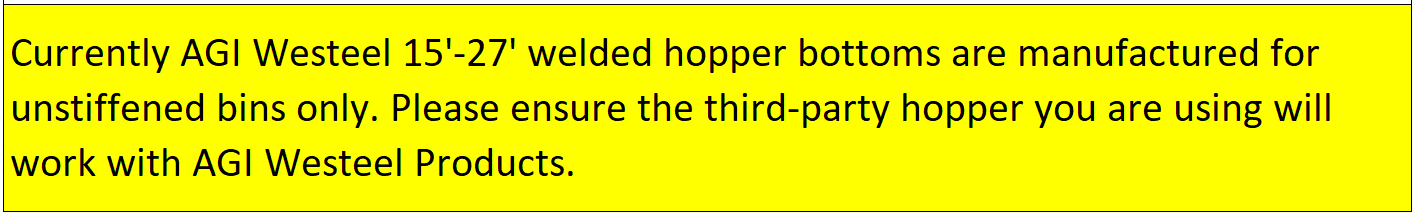 Currently AGI Westeel 15'-27' welded hopper bottoms are manufactured for
unstiffened bins only. Please ensure the third-party hopper you are using will
work with AGI Westeel Products.